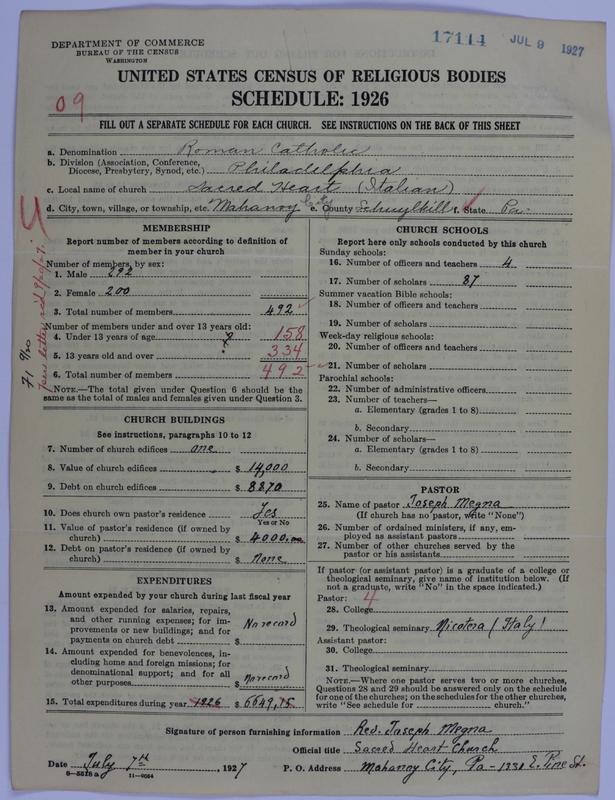 17114 JUL 9 1927
DEPARTMENT OF COMMERCE
BUREAU OF THE CENSUS
WASHINGTON
UNITED STATES CENSUS OF RELIGIOUS BODIES
SCHEDULE: 1926
09
FILL OUT A SEPARATE SCHEDULE FOR EACH CHURCH. SEE INSTRUCTIONS ON THE BACK OF THIS SHEET
a. Denomination Roman Catholic
b. Division (Association, Conference, Diocese, Presbytery, Synod, etc.) Philadelphia
c. Local name of church Sacred Heart (Italian)
d. City, town, village, or township, etc. Mahanoy City e. County Schuylkill f. State Pa.
MEMBERSHIP
Report number of members according to definition of member in your church
Number of members, by sex:
1. Male 292
2. Female 200
3. Total number of members 492
Number of members under and over 13 years old:
4. Under 13 years of age ? 158
5. 13 years old and over 334
6. Total number of members 492
NOTE.—The total given under Question 6 should be the same as the total of males and females given under Question 3.
CHURCH BUILDINGS
See instructions, paragraphs 10 to 12
7. Number of church edifices one
8. Value of church edifices $ 14,000
9. Debt on church edifices $ 8870
10. Does church own pastor's residence Yes
Yes or No
11. Value of pastor's residence (if owned by church) $ 4000.00
12. Debt on pastor's residence (if owned by church) $ None
EXPENDITURES
Amount expended by your church during last fiscal year
13. Amount expended for salaries, repairs, and other running expenses; for improvements or new buildings; and for payments on church debt $ No record
14. Amount expended for benevolences, including home and foreign missions; for denominational support; and for all other purposes $ No record
15. Total expenditures during year 1926 $ 6649,15
CHURCH SCHOOLS
Report here only schools conducted by this church
Sunday schools:
16. Number of officers and teachers 4
17. Number of scholars 87
Summer vacation Bible schools:
18. Number of officers and teachers
19. Number of scholars
Week-day religious schools:
20. Number of officers and teachers
21. Number of scholars
Parochial schools:
22. Number of administrative officers
23. Number of teachers—
a. Elementary (grades 1 to 8)
b. Secondary
24. Number of scholars—
a. Elementary (grades 1 to 8)
b. Secondary
PASTOR
25. Name of pastor Joseph Megna
(If church has no pastor, write "None")
26. Number of ordained ministers, if any, employed as assistant pastors
27. Number of other churches served by the pastor or his assistants
If pastor (or assistant pastor) is a graduate of a college or theological seminary, give name of institution below. (If not a graduate, write "No" in the space indicated.)
Pastor: 4
28. College
29. Theological seminary Nicotera (Italy)
Assistant pastor:
30. College
31. Theological seminary
NOTE.—Where one pastor serves two or more churches, Questions 28 and 29 should be answered only on the schedule for one of the churches; on the schedules for the other churches, write "See schedule for church."
Signature of person furnishing information Rev. Joseph Megna
Official title Sacred Heart Church
Date July 7th, 1927 P. O. Address Mahanoy City, Pa - 1331 E. Pine St.
11-9064